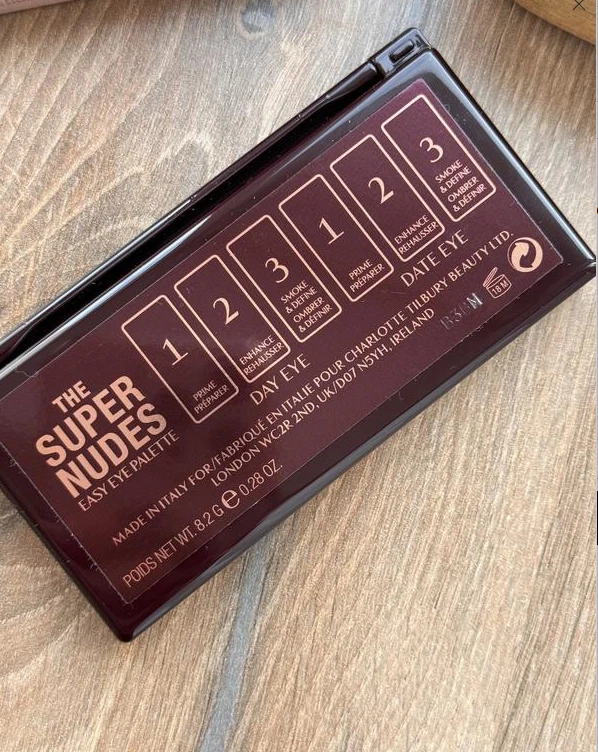 THE
SUPER
NUDES
EASY EYE PALETTE
1
PRIME
PRÉPARER
2
ENHANCE
REHAUSSER
3
SMOKE
& DEFINE
OMBRER
& DÉFINIR
DAY EYE
1
PRIME
PRÉPARER
2
ENHANCE
REHAUSSER
3
SMOKE
& DEFINE
OMBRER
& DÉFINIR
DATE EYE
MADE IN ITALY FOR/FABRIQUÉ EN ITALIE POUR CHARLOTTE TILBURY BEAUTY LTD.
LONDON WC2R 2ND, UK/D07 N5YH, IRELAND
POIDS NET WT. 8.2 G ℮ 0.28 OZ.
18 M